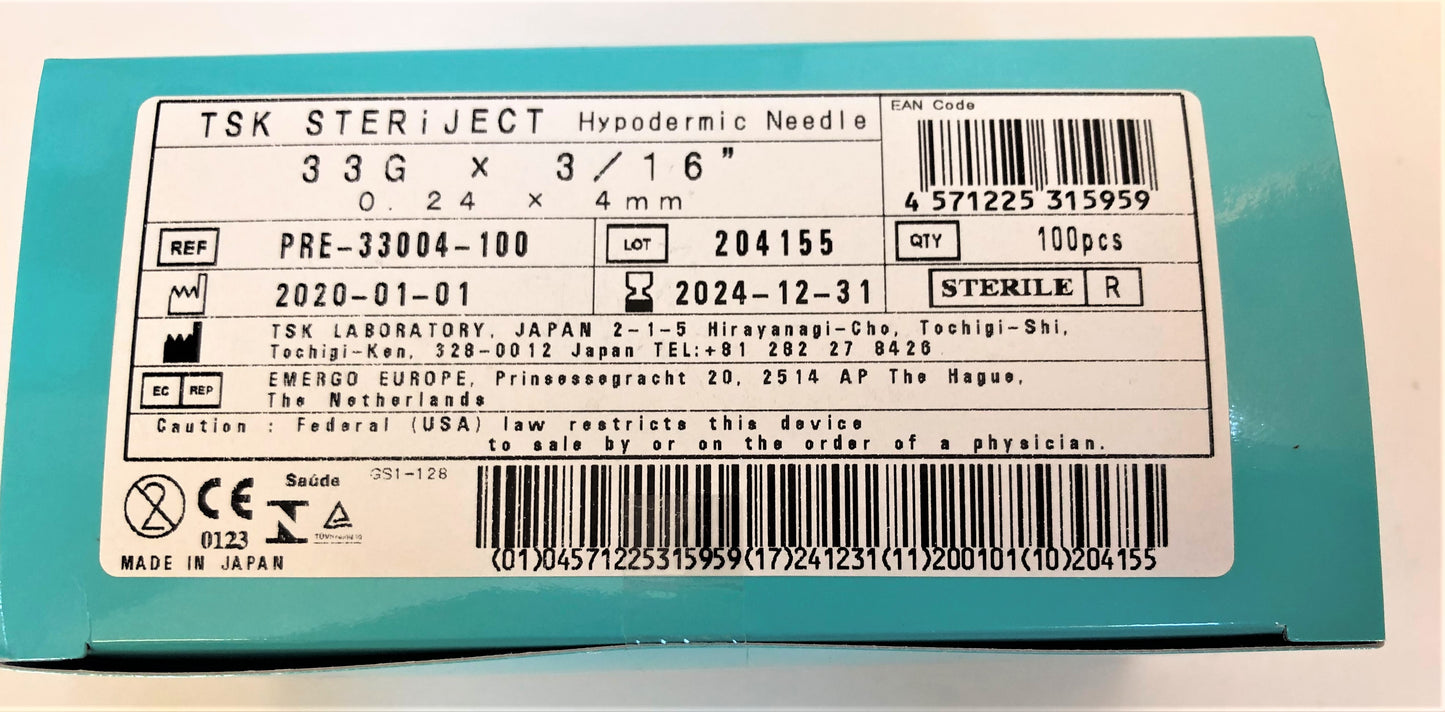 TSK STERiJECT Hypodermic Needle
EAN Code
33G x 3/16"
0.24 x 4mm
4 571225 315959
REF PRE-33004-100 LOT 204155 QTY 100pcs
2020-01-01 2024-12-31 STERILE R
TSK LABORATORY, JAPAN 2-1-5 Hirayanagi-Cho, Tochigi-Shi,
Tochigi-Ken, 328-0012 Japan TEL:+81 282 27 8426
EC REP EMERGO EUROPE, Prinsessegracht 20, 2514 AP The Hague,
The Netherlands
Caution : Federal (USA) law restricts this device
to sale by or on the order of a physician.
2 CE 0123
Saúde
GS1-128
(01)04571225315959(17)241231(11)200101(10)204155
MADE IN JAPAN